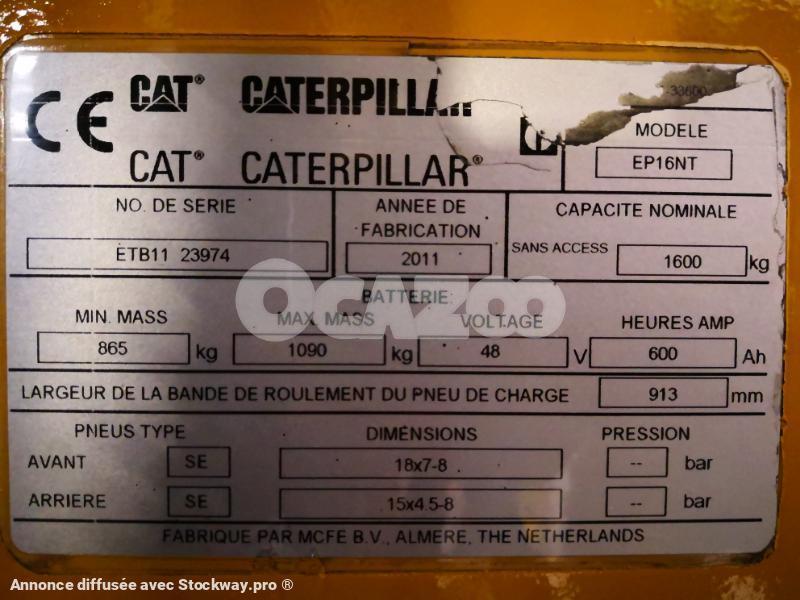 CE CAT® CATERPILLA
-33600
CAT® CATERPILLAR®
MODELE
EP16NT
NO. DE SERIE
ETB11 23974
ANNEE DE
FABRICATION
2011
CAPACITE NOMINALE
SANS ACCESS 1600 kg
BATTERIE:
OCAZOO
MIN. MASS MAX. MASS VOLTAGE HEURES AMP
865 kg 1090 kg 48 V 600 Ah
LARGEUR DE LA BANDE DE ROULEMENT DU PNEU DE CHARGE 913 mm
PNEUS TYPE DIMENSIONS PRESSION
AVANT SE 18x7-8 -- bar
ARRIERE SE 15x4.5-8 -- bar
FABRIQUE PAR MCFE B.V., ALMERE, THE NETHERLANDS
Annonce diffusée avec Stockway.pro ®